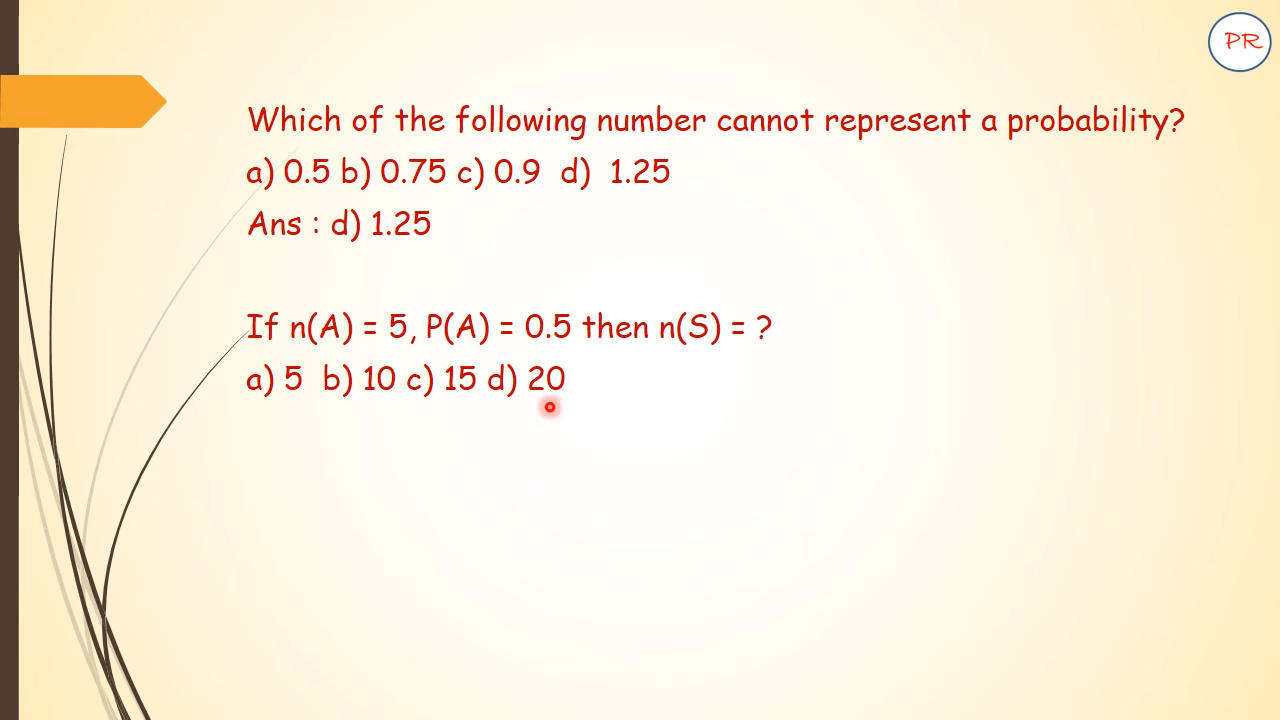 PR
Which of the following number cannot represent a probability?
a) 0.5 b) 0.75 c) 0.9 d) 1.25
Ans : d) 1.25
If n(A) = 5, P(A) = 0.5 then n(S) = ?
a) 5 b) 10 c) 15 d) 20